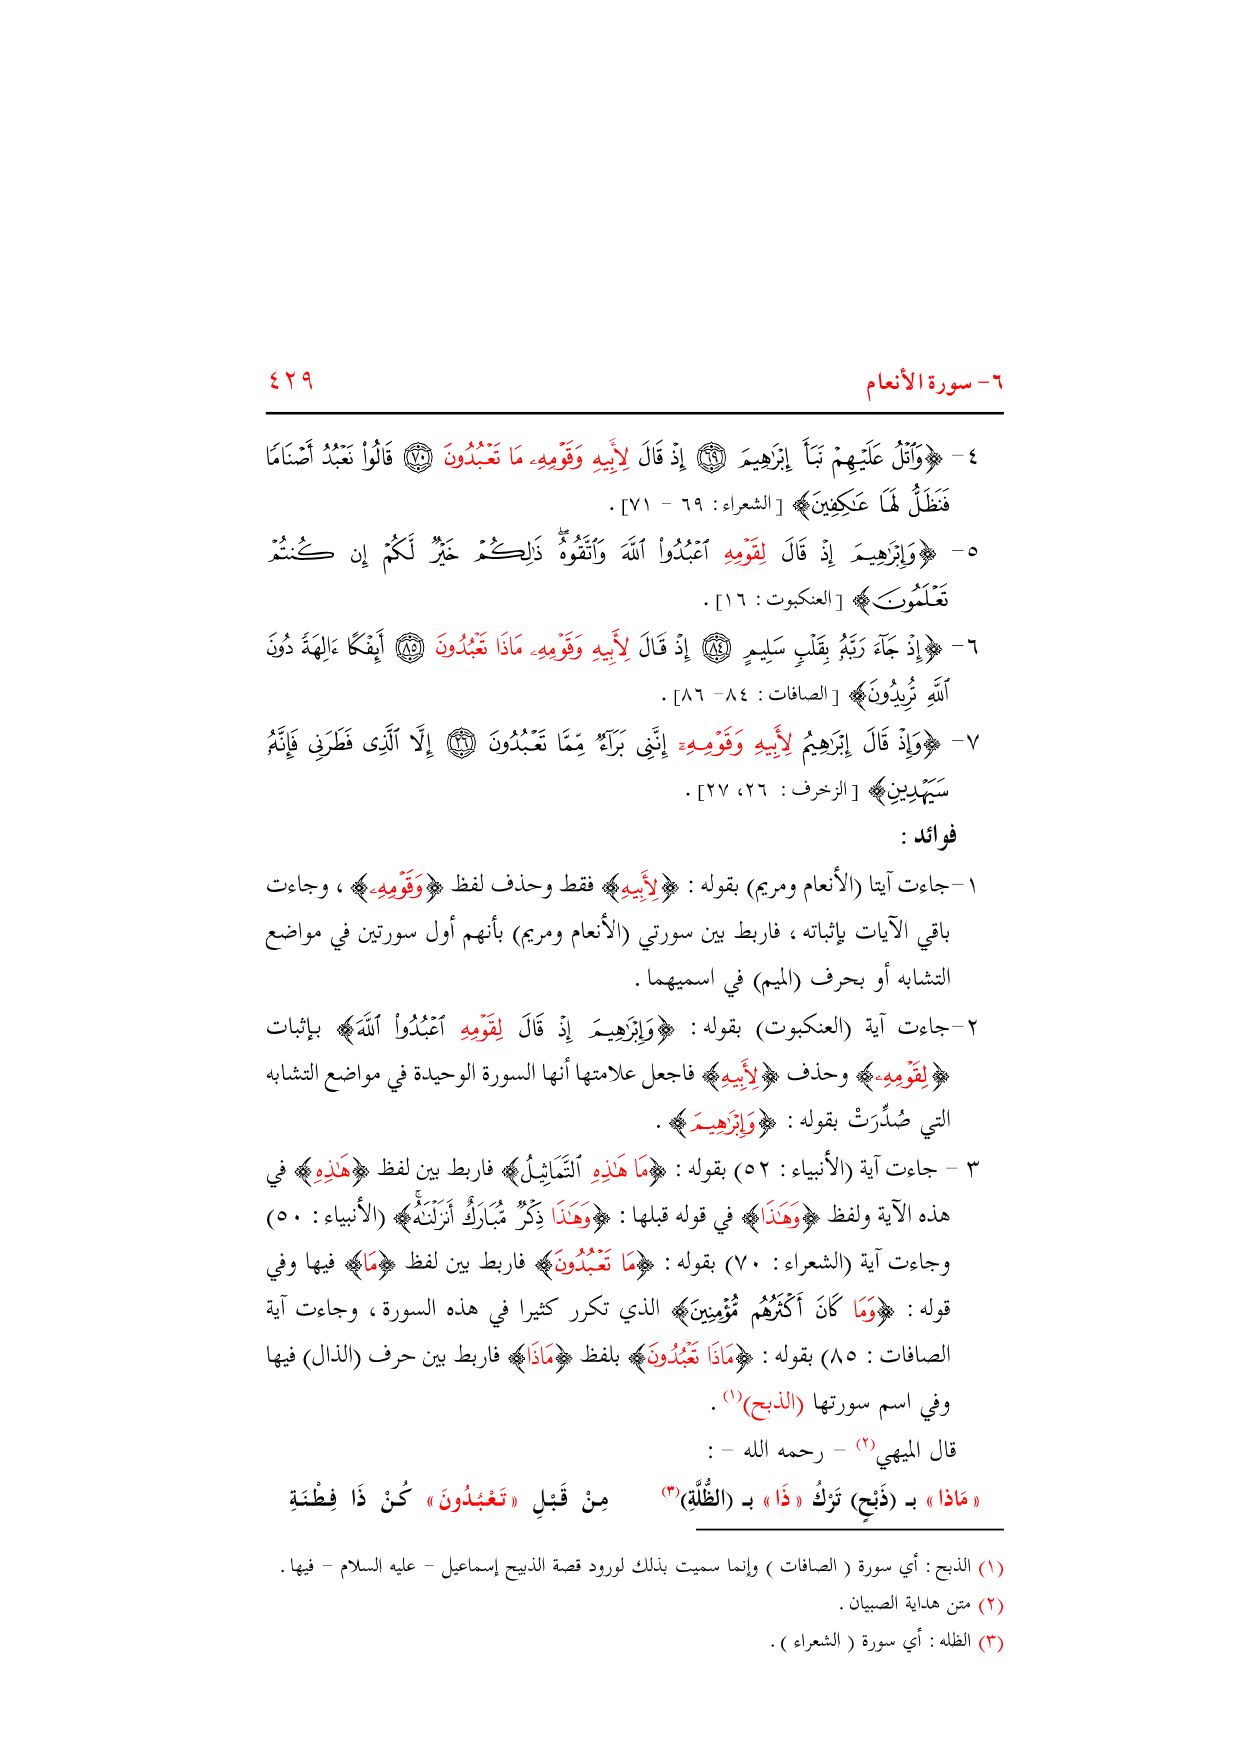 ٦- سورة الأنعام ٤٢٩
٤- ﴿وَٱتۡلُ عَلَيۡهِمۡ نَبَأَ إِبۡرَٰهِيمَ ٦٩ إِذۡ قَالَ لِأَبِيهِ وَقَوۡمِهِۦ مَا تَعۡبُدُونَ ٧٠ قَالُواْ نَعۡبُدُ أَصۡنَامٗا
فَنَظَلُّ لَهَا عَٰكِفِينَ﴾ [الشعراء: ٦٩ - ٧١].
٥- ﴿وَإِبۡرَٰهِيمَ إِذۡ قَالَ لِقَوۡمِهِ ٱعۡبُدُواْ ٱللَّهَ وَٱتَّقُوهُۖ ذَٰلِكُمۡ خَيۡرٞ لَّكُمۡ إِن كُنتُمۡ
تَعۡلَمُونَ﴾ [العنكبوت: ١٦].
٦- ﴿إِذۡ جَآءَ رَبَّهُۥ بِقَلۡبٖ سَلِيمٍ ٨٤ إِذۡ قَالَ لِأَبِيهِ وَقَوۡمِهِۦ مَاذَا تَعۡبُدُونَ ٨٥ أَئِفۡكًا ءَالِهَةٗ دُونَ
ٱللَّهِ تُرِيدُونَ﴾ [الصافات: ٨٤- ٨٦].
٧- ﴿وَإِذۡ قَالَ إِبۡرَٰهِيمُ لِأَبِيهِ وَقَوۡمِهِۦٓ إِنَّنِي بَرَآءٞ مِّمَّا تَعۡبُدُونَ ٢٦ إِلَّا ٱلَّذِي فَطَرَنِي فَإِنَّهُۥ
سَيَهۡدِينِ﴾ [الزخرف: ٢٦، ٢٧].
فوائد :
١-جاءت آيتا (الأنعام ومريم) بقوله: ﴿لِأَبِيهِ﴾ فقط وحذف لفظ ﴿وَقَوۡمِهِۦ﴾، وجاءت
باقي الآيات بإثباته، فاربط بين سورتي (الأنعام ومريم) بأنهم أول سورتين في مواضع
التشابه أو بحرف (الميم) في اسميهما.
٢-جاءت آية (العنكبوت) بقوله: ﴿وَإِبۡرَٰهِيمَ إِذۡ قَالَ لِقَوۡمِهِ ٱعۡبُدُواْ ٱللَّهَ﴾ بإثبات
﴿لِقَوۡمِهِۦ﴾ وحذف ﴿لِأَبِيهِ﴾ فاجعل علامتها أنها السورة الوحيدة في مواضع التشابه
التي صُدِّرَتْ بقوله: ﴿وَإِبۡرَٰهِيمَ﴾.
٣ - جاءت آية (الأنبياء: ٥٢) بقوله: ﴿مَا هَٰذِهِ ٱلتَّمَاثِيلُ﴾ فاربط بين لفظ ﴿هَٰذِهِ﴾ في
هذه الآية ولفظ ﴿وَهَٰذَا﴾ في قوله قبلها: ﴿وَهَٰذَا ذِكۡرٞ مُّبَارَكٌ أَنزَلۡنَٰهُۚ﴾ (الأنبياء: ٥٠)
وجاءت آية (الشعراء: ٧٠) بقوله: ﴿مَا تَعۡبُدُونَ﴾ فاربط بين لفظ ﴿مَا﴾ فيها وفي
قوله: ﴿وَمَا كَانَ أَكۡثَرُهُم مُّؤۡمِنِينَ﴾ الذي تكرر كثيرا في هذه السورة، وجاءت آية
الصافات: ٨٥) بقوله: ﴿مَاذَا تَعۡبُدُونَ﴾ بلفظ ﴿مَاذَا﴾ فاربط بين حرف (الذال) فيها
وفي اسم سورتها (الذبح)(١).
قال الميهي(٢) - رحمه الله - :
«مَاذا» بـ (ذَبْحٍ) تَرْكُ «ذَا» بـ (الظُّلَّةِ)(٣) مِنْ قَبْلِ «تَعْبُدُونَ» كُنْ ذَا فِطْنَةِ
(١) الذبح: أي سورة (الصافات) وإنما سميت بذلك لورود قصة الذبيح إسماعيل - عليه السلام - فيها.
(٢) متن هداية الصبيان.
(٣) الظله: أي سورة (الشعراء).